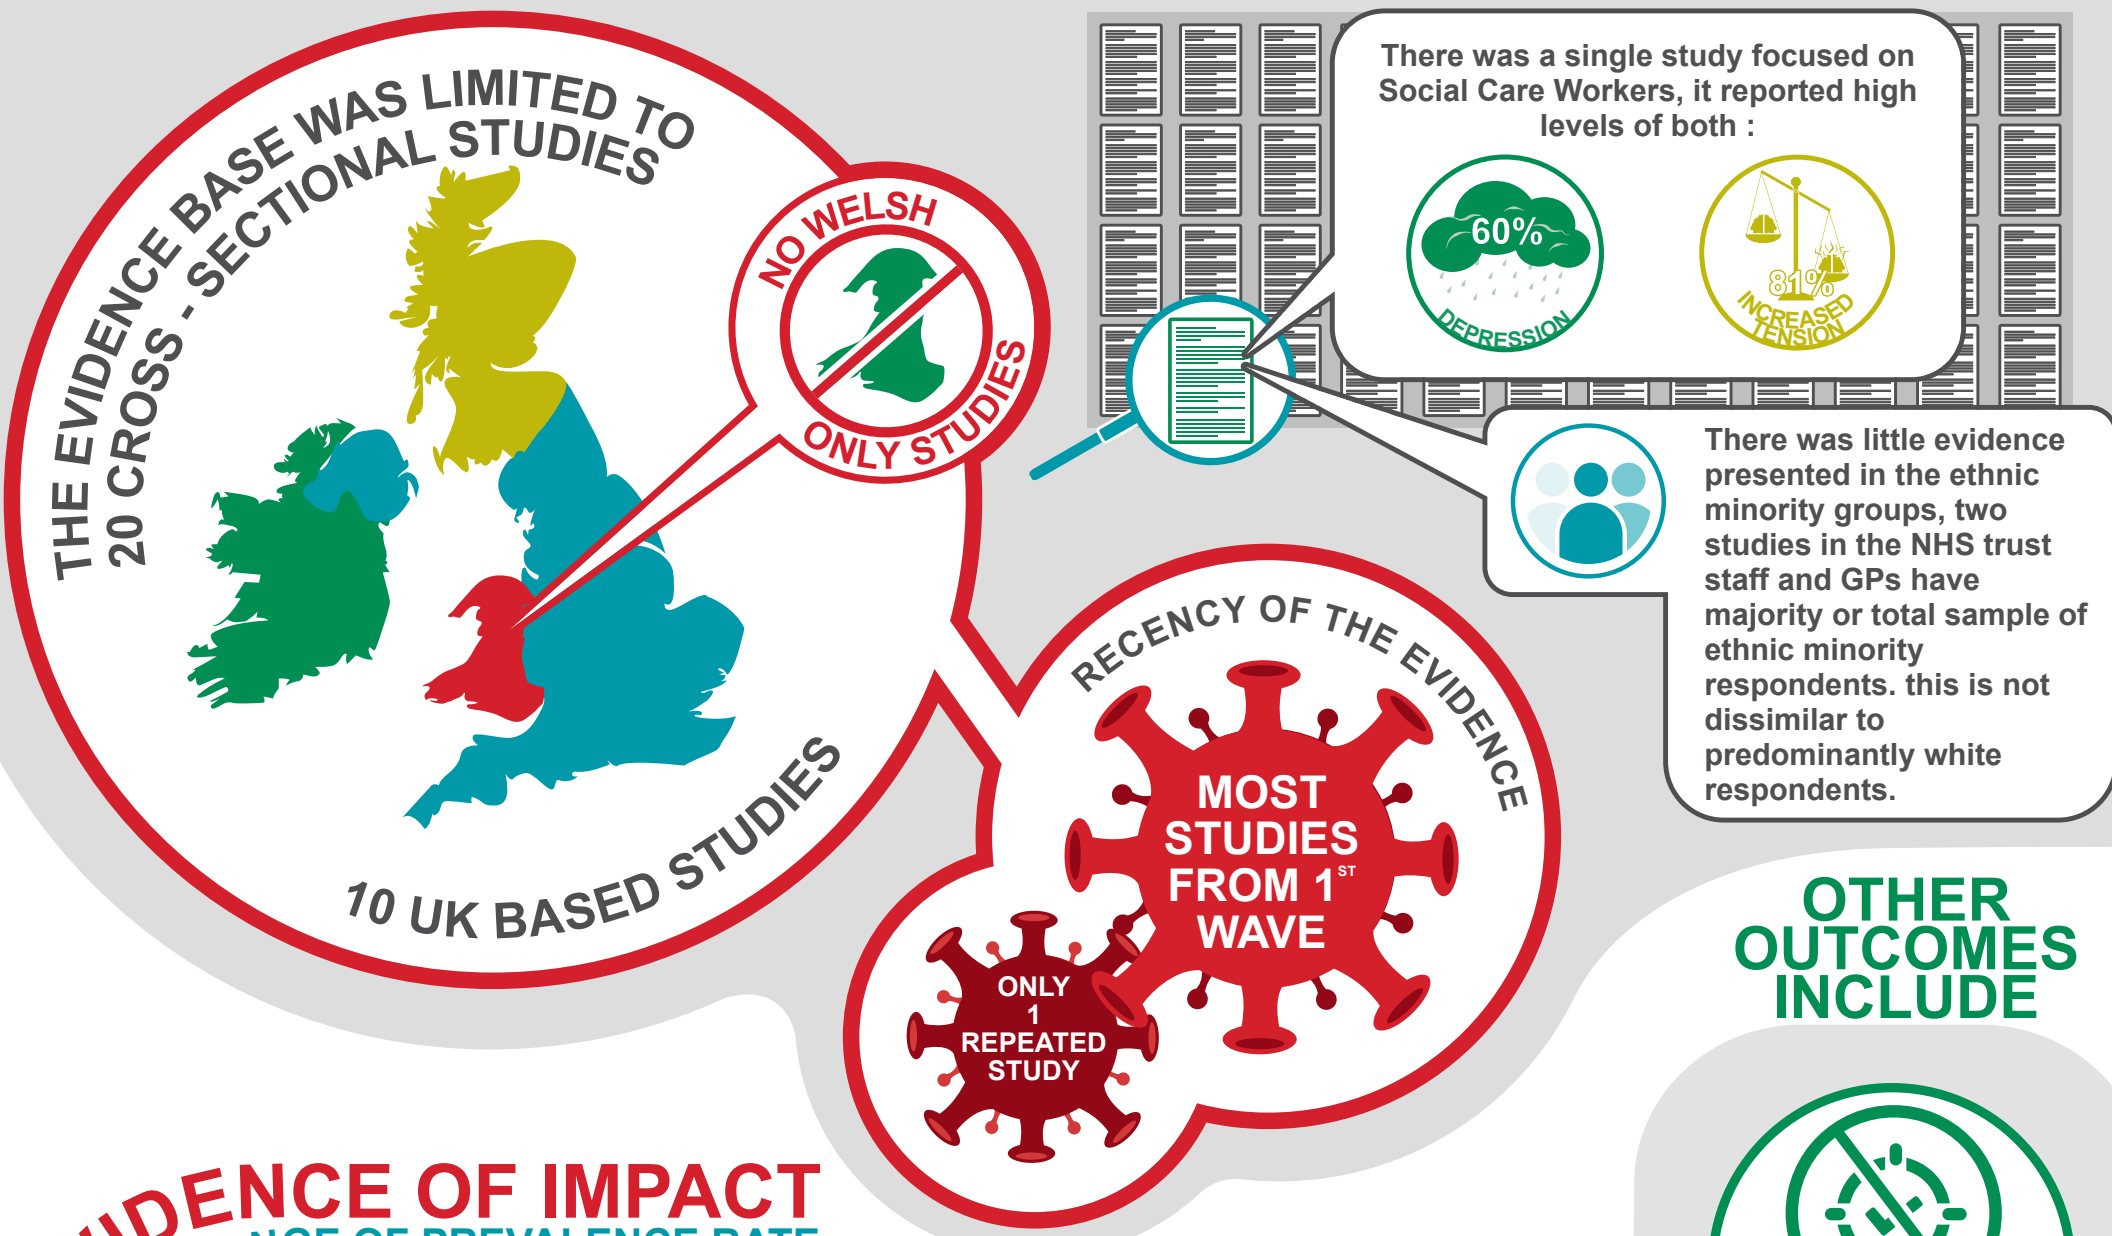 THE EVIDENCE BASE WAS LIMITED TO
20 CROSS - SECTIONAL STUDIES
NO WELSH
ONLY STUDIES
10 UK BASED STUDIES
There was a single study focused on
Social Care Workers, it reported high
levels of both :
60%
DEPRESSION
81%
INCREASED
TENSION
There was little evidence
presented in the ethnic
minority groups, two
studies in the NHS trust
staff and GPs have
majority or total sample of
ethnic minority
respondents. this is not
dissimilar to
predominantly white
respondents.
RECENCY OF THE EVIDENCE
MOST
STUDIES
FROM 1ST
WAVE
ONLY
1
REPEATED
STUDY
OTHER
OUTCOMES
INCLUDE
OF IMPACT
OF PREVALENCE RATE